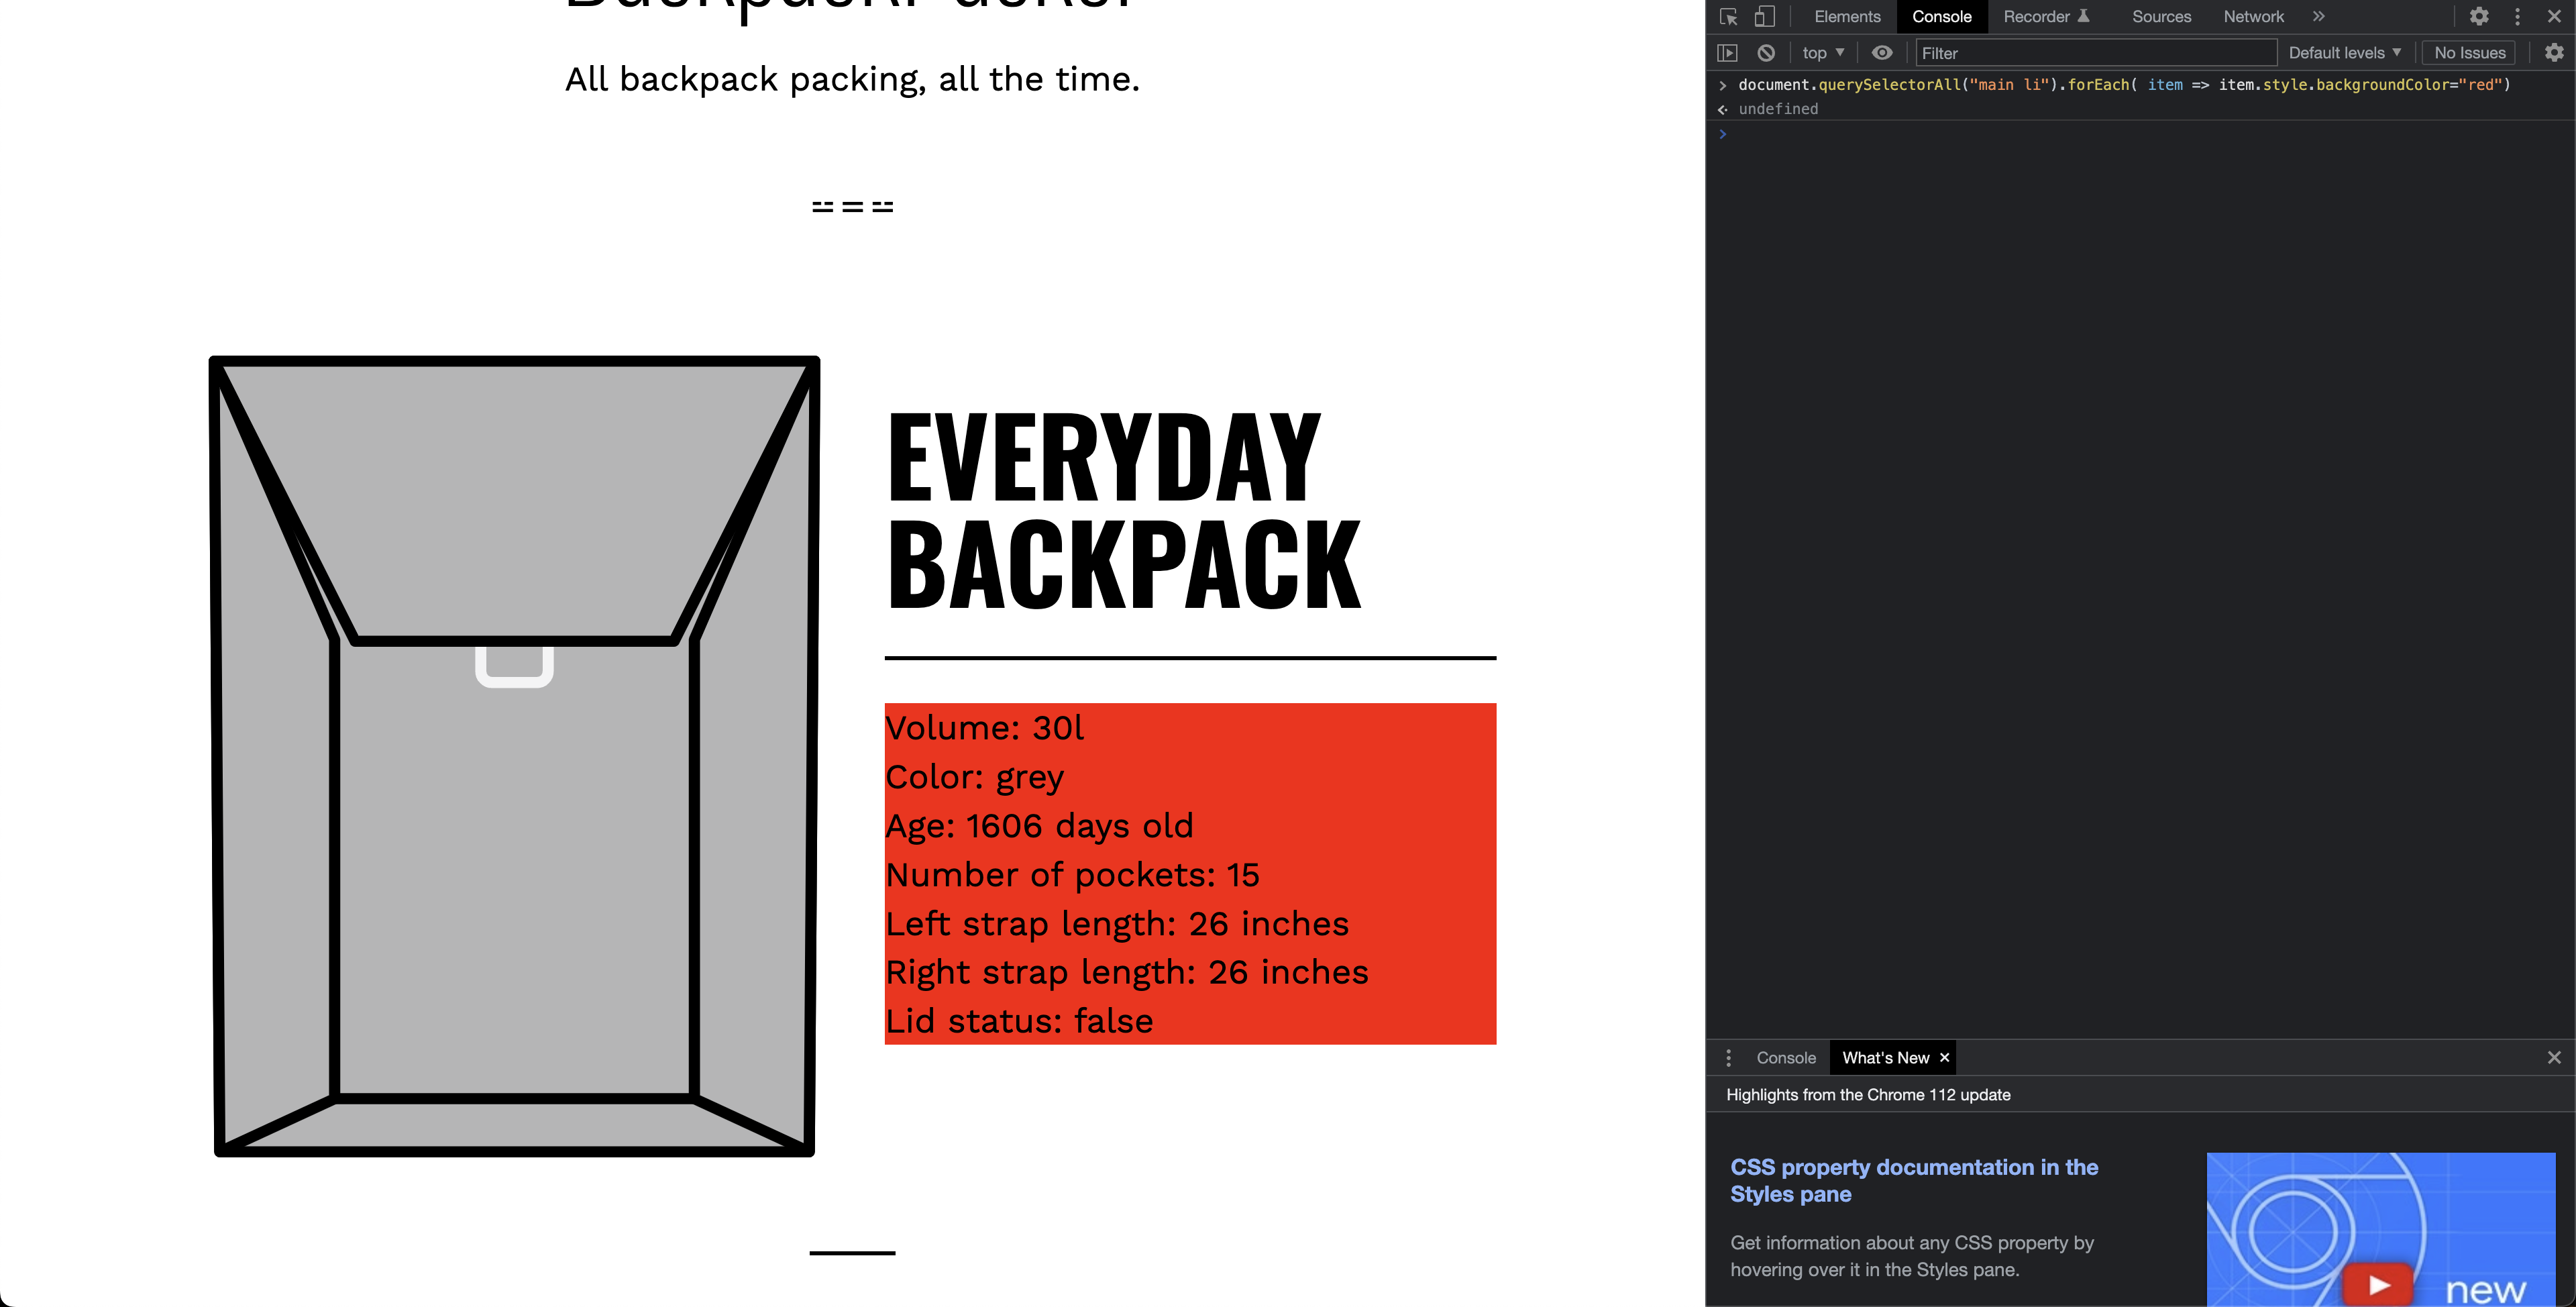 All backpack packing, all the time.
===
EVERYDAY
BACKPACK
Volume: 30l
Color: grey
Age: 1606 days old
Number of pockets: 15
Left strap length: 26 inches
Right strap length: 26 inches
Lid status: false
Elements Console Recorder Sources Network
top Filter Default levels No Issues
document.querySelectorAll("main li").forEach( item => item.style.backgroundColor="red")
undefined
Console What's New
Highlights from the Chrome 112 update
CSS property documentation in the
Styles pane
Get information about any CSS property by
hovering over it in the Styles pane.
new